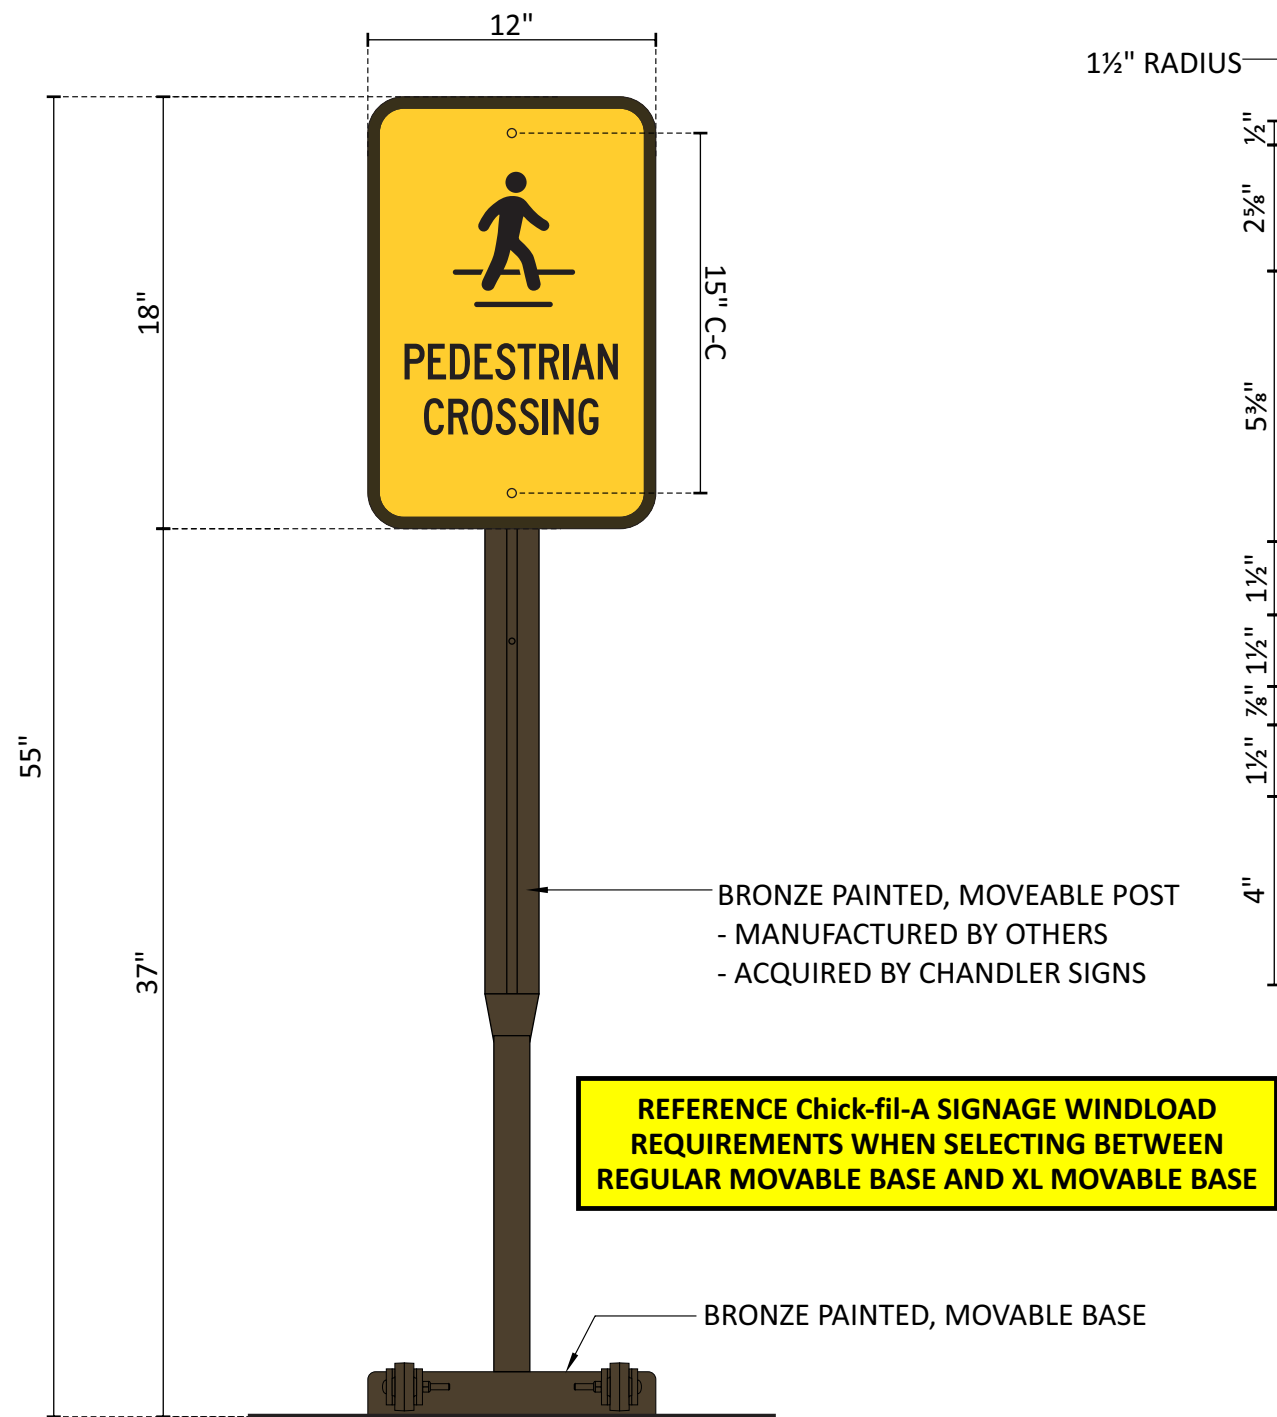 12"
1½" RADIUS
½"
2⅝"
5⅜"
1½"
1½"
⅞"
1½"
4"
18"
15" C-C
PEDESTRIAN
CROSSING
55"
37"
BRONZE PAINTED, MOVEABLE POST
- MANUFACTURED BY OTHERS
- ACQUIRED BY CHANDLER SIGNS
REFERENCE Chick-fil-A SIGNAGE WINDLOAD
REQUIREMENTS WHEN SELECTING BETWEEN
REGULAR MOVABLE BASE AND XL MOVABLE BASE
BRONZE PAINTED, MOVABLE BASE